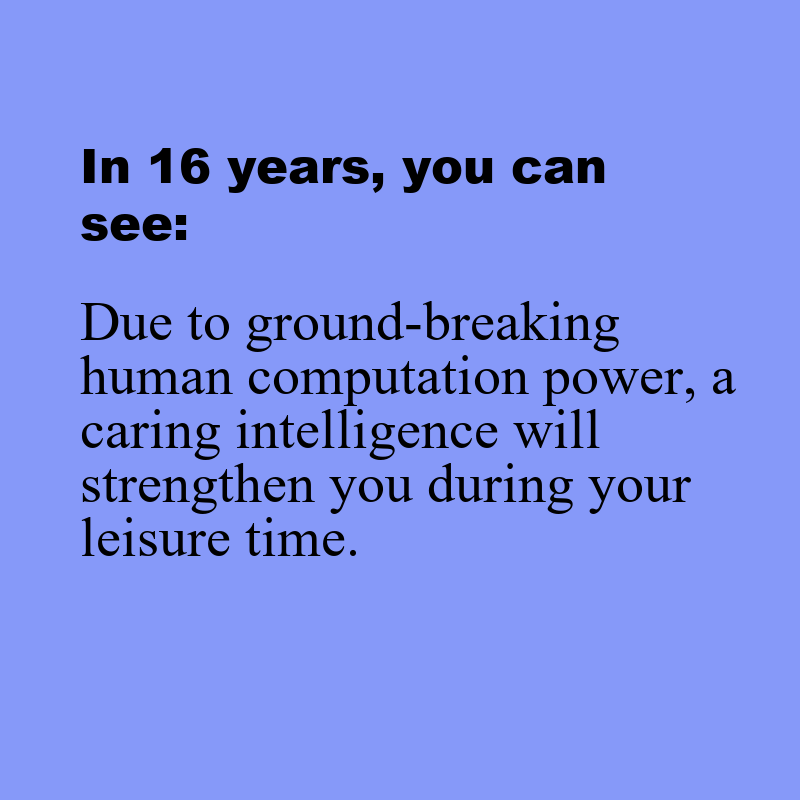 In 16 years, you can
see:
Due to ground-breaking
human computation power, a
caring intelligence will
strengthen you during your
leisure time.